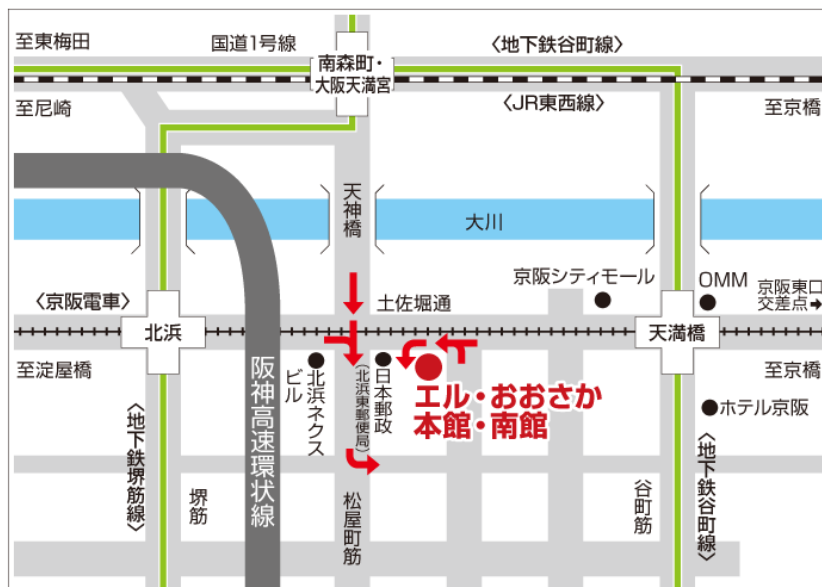 至東梅田
国道1号線
〈地下鉄谷町線〉
南森町・
大阪天満宮
至尼崎
〈JR東西線〉
至京橋
天神橋
大川
京阪シティモール
OMM
京阪東口
交差点➡
〈京阪電車〉
土佐堀通
北浜
天満橋
至淀屋橋
阪神高速環状線
北浜ネクス
ビル
日本郵政
(北浜東郵便局)
エル・おおさか
本館・南館
至京橋
ホテル京阪
〈地下鉄堺筋線〉
堺筋
松屋町筋
谷町筋
〈地下鉄谷町線〉